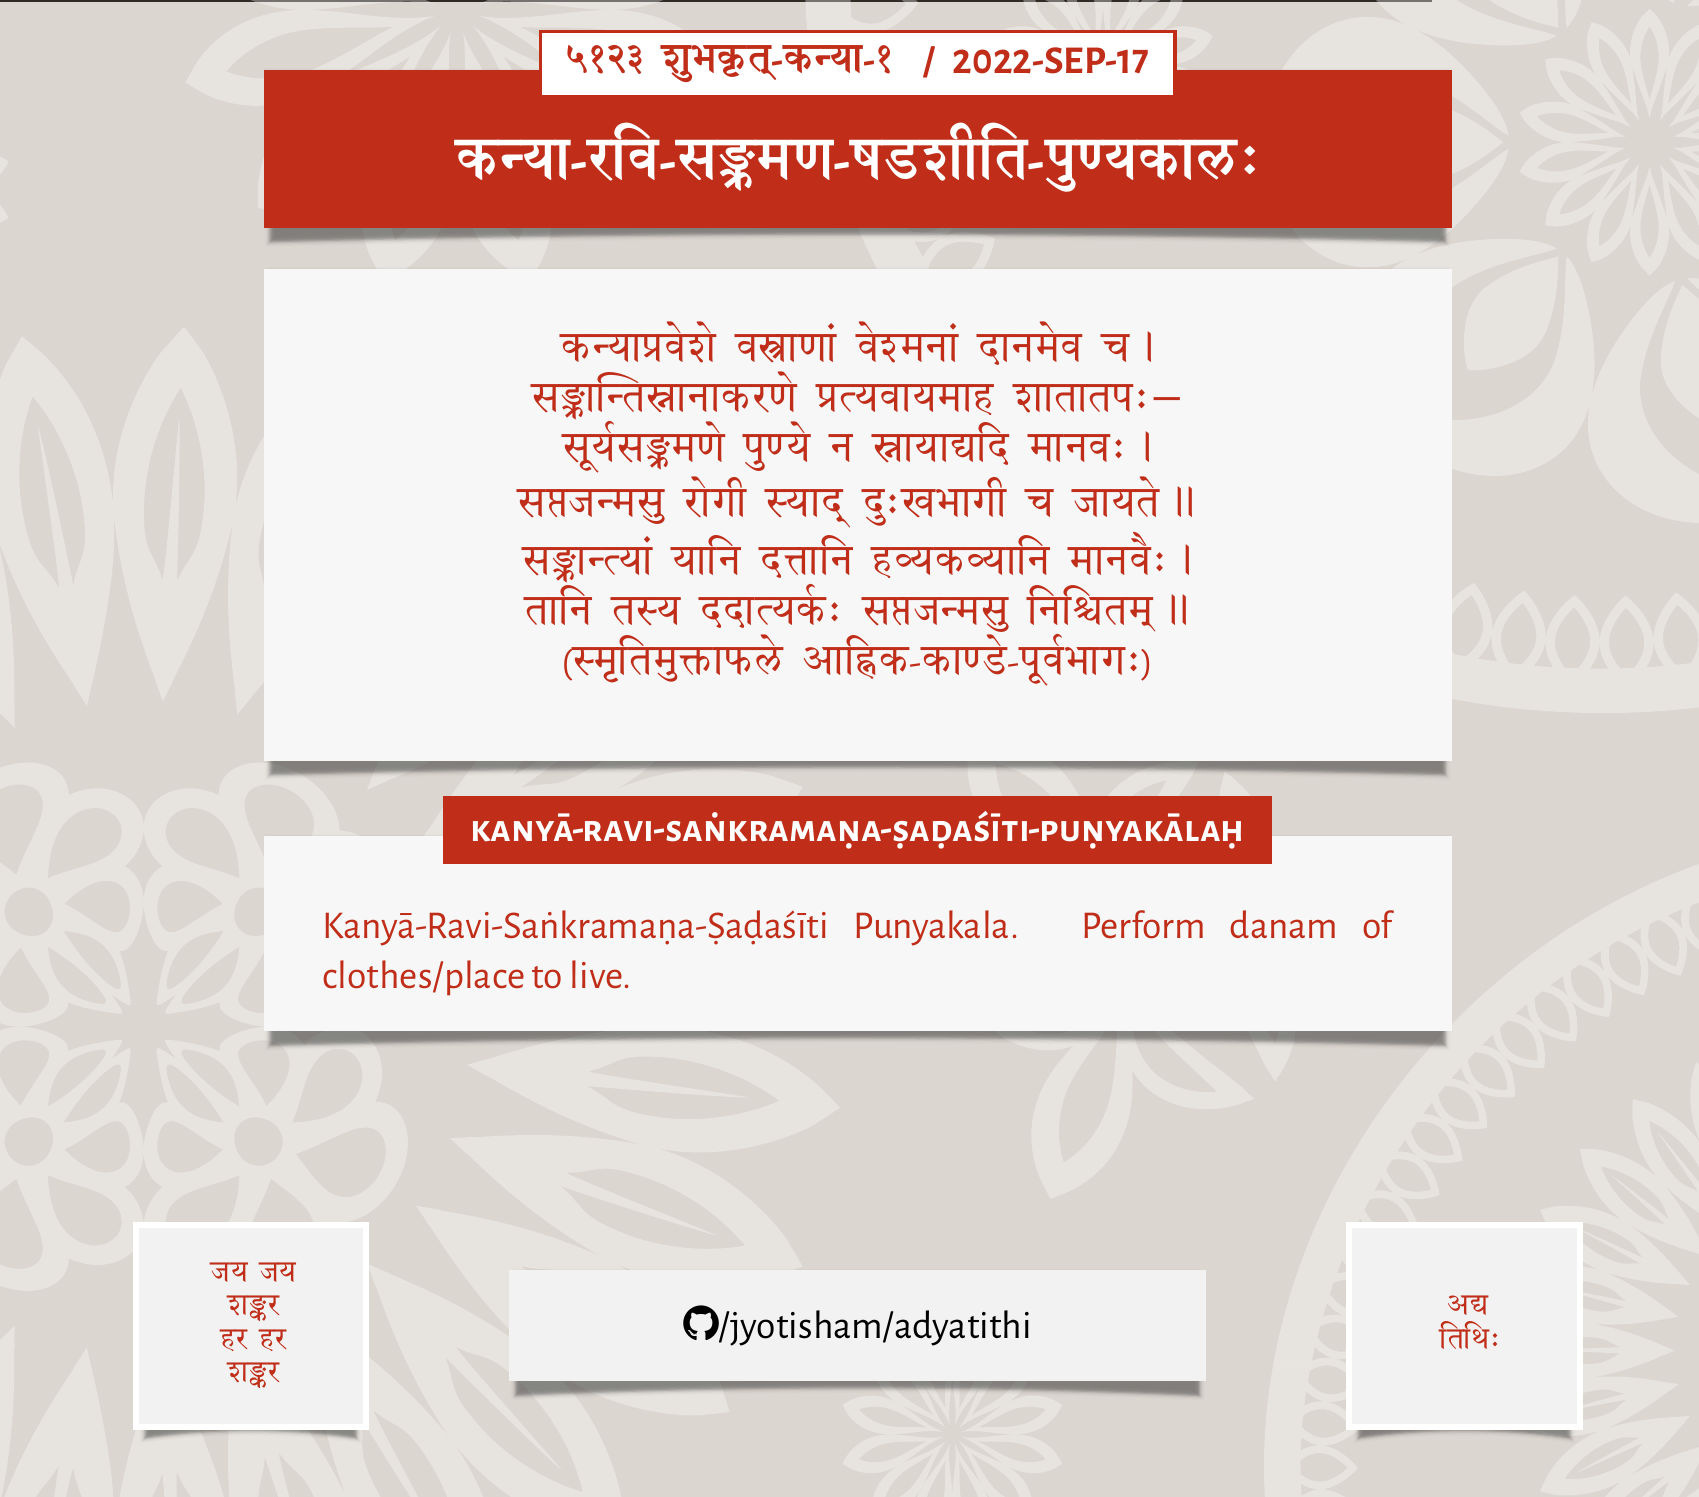 ५१२३ शुभकृत्-कन्या-१ / 2022-SEP-17
कन्या-रवि-सङ्क्रमण-षडशीति-पुण्यकालः
कन्याप्रवेशे वस्त्राणां वेश्मनां दानमेव च।
सङ्क्रान्तिस्नानाकरणे प्रत्यवायमाह शातातपः—
सूर्यसङ्क्रमणे पुण्ये न स्नायाद्यदि मानवः।
सप्तजन्मसु रोगी स्याद् दुःखभागी च जायते॥
सङ्क्रान्त्यां यानि दत्तानि हव्यकव्यानि मानवैः।
तानि तस्य ददात्यर्कः सप्तजन्मसु निश्चितम्॥
(स्मृतिमुक्ताफले आह्निक-काण्डे-पूर्वभागः)
KANYĀ-RAVI-SAṄKRAMAṆA-ṢAḌAŚĪTI-PUṆYAKĀLAḤ
Kanyā-Ravi-Saṅkramaṇa-Ṣaḍaśīti Punyakala. Perform danam of
clothes/place to live.
जय जय
शङ्कर
हर हर
शङ्कर
/jyotisham/adyatithi
अद्य
तिथिः